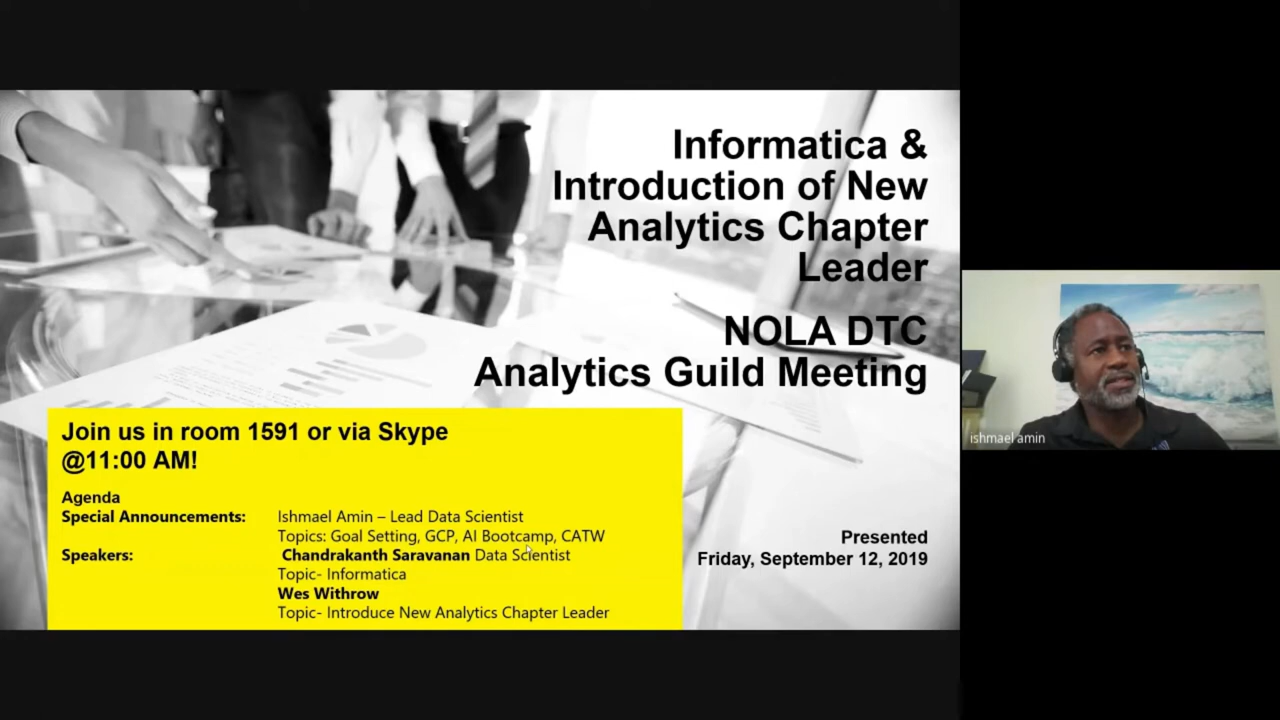 Informatica &
Introduction of New
Analytics Chapter
Leader
NOLA DTC
Analytics Guild Meeting
Join us in room 1591 or via Skype
@11:00 AM!
Agenda
Special Announcements: Ishmael Amin – Lead Data Scientist
Topics: Goal Setting, GCP, AI Bootcamp, CATW
Speakers: Chandrakanth Saravanan Data Scientist
Topic- Informatica
Wes Withrow
Topic- Introduce New Analytics Chapter Leader
Presented
Friday, September 12, 2019
ishmael amin